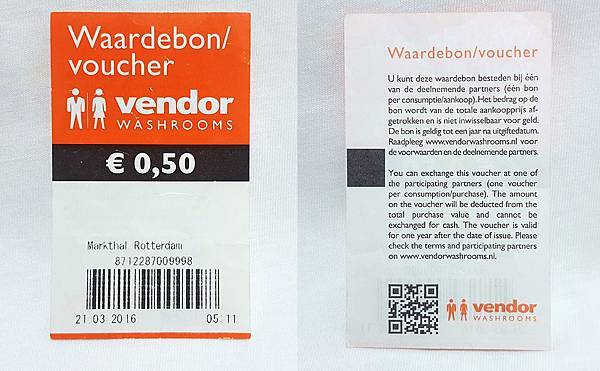 Waardebon/
voucher
vendor
WASHROOMS
€ 0,50
Markthal Rotterdam
8712287009998
21 03 2016 05:11
Waardebon/voucher
U kunt deze waardebon besteden bij één
van de deelnemende partners (één bon
per consumptie/aankoop).Het bedrag op de
bon wordt van de totale aankoopprijs af-
getrokken en is niet inwisselbaar voor geld.
De bon is geldig tot een jaar na uitgiftedatum.
Raadpleeg www.vendorwashrooms.nl voor
de voorwaarden en de deelnemende partners.
You can exchange this voucher at one of
the participating partners (one voucher
per consumption/purchase). The amount
on the voucher will be deducted from the
total purchase value and cannot be
exchanged for cash. The voucher is valid
for one year after the date of issue. Please
check the terms and participating partners
on www.vendorwashrooms.nl.
vendor
WASHROOMS